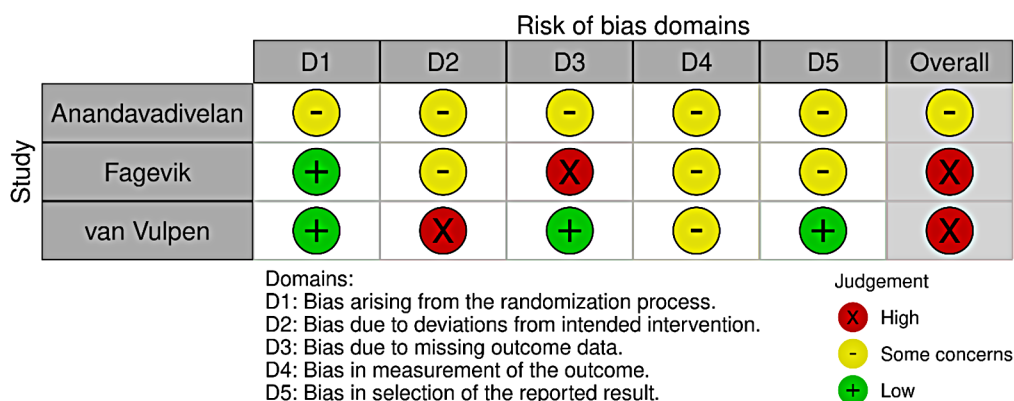 Risk of bias domains
D1 D2 D3 D4 D5 Overall
Study
Anandavadivelan - - - - - -
Fagevik + - X - - X
van Vulpen + X + - + X
Domains:
D1: Bias arising from the randomization process.
D2: Bias due to deviations from intended intervention.
D3: Bias due to missing outcome data.
D4: Bias in measurement of the outcome.
D5: Bias in selection of the reported result.
Judgement
X High
- Some concerns
+ Low